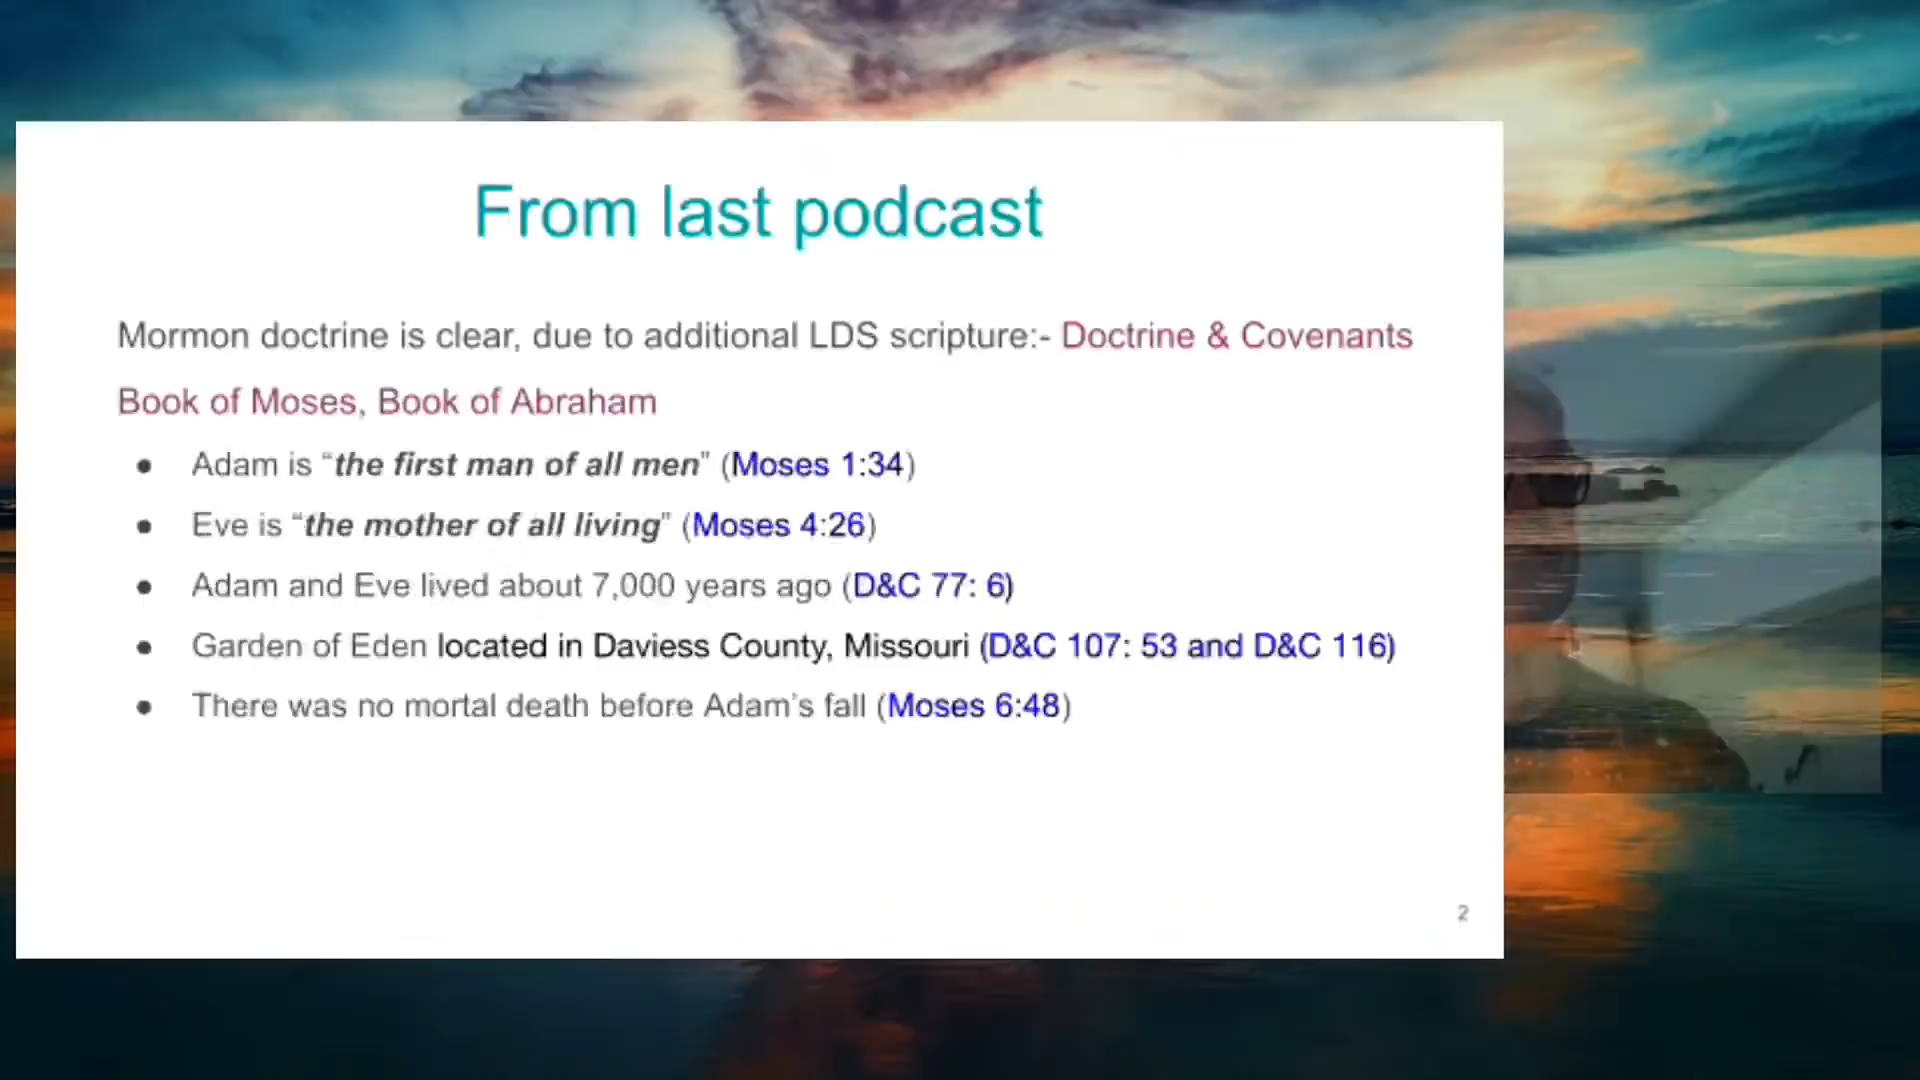 From last podcast
Mormon doctrine is clear, due to additional LDS scripture:- Doctrine & Covenants
Book of Moses, Book of Abraham
● Adam is “the first man of all men” (Moses 1:34)
● Eve is “the mother of all living” (Moses 4:26)
● Adam and Eve lived about 7,000 years ago (D&C 77: 6)
● Garden of Eden located in Daviess County, Missouri (D&C 107: 53 and D&C 116)
● There was no mortal death before Adam’s fall (Moses 6:48)
2